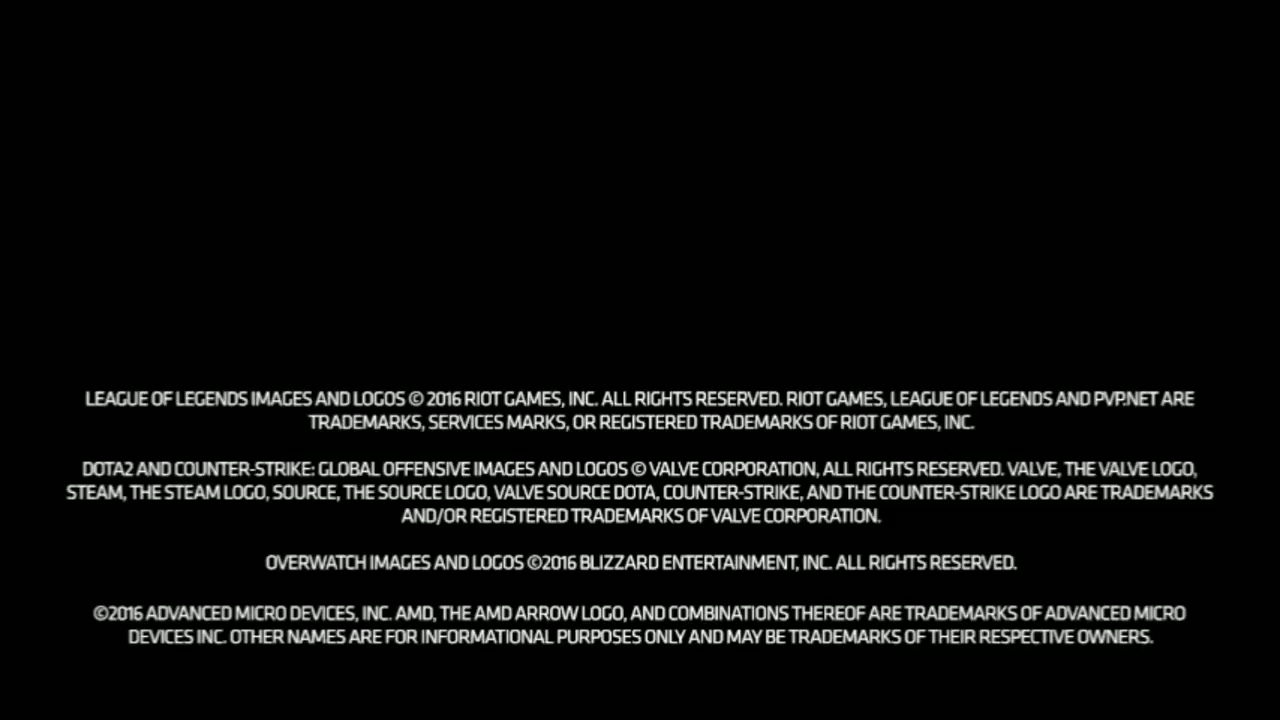 LEAGUE OF LEGENDS IMAGES AND LOGOS © 2016 RIOT GAMES, INC. ALL RIGHTS RESERVED. RIOT GAMES, LEAGUE OF LEGENDS AND PVP.NET ARE
TRADEMARKS, SERVICES MARKS, OR REGISTERED TRADEMARKS OF RIOT GAMES, INC.
DOTA2 AND COUNTER-STRIKE: GLOBAL OFFENSIVE IMAGES AND LOGOS © VALVE CORPORATION, ALL RIGHTS RESERVED. VALVE, THE VALVE LOGO,
STEAM, THE STEAM LOGO, SOURCE, THE SOURCE LOGO, VALVE SOURCE DOTA, COUNTER-STRIKE, AND THE COUNTER-STRIKE LOGO ARE TRADEMARKS
AND/OR REGISTERED TRADEMARKS OF VALVE CORPORATION.
OVERWATCH IMAGES AND LOGOS ©2016 BLIZZARD ENTERTAINMENT, INC. ALL RIGHTS RESERVED.
©2016 ADVANCED MICRO DEVICES, INC. AMD, THE AMD ARROW LOGO, AND COMBINATIONS THEREOF ARE TRADEMARKS OF ADVANCED MICRO
DEVICES INC. OTHER NAMES ARE FOR INFORMATIONAL PURPOSES ONLY AND MAY BE TRADEMARKS OF THEIR RESPECTIVE OWNERS.